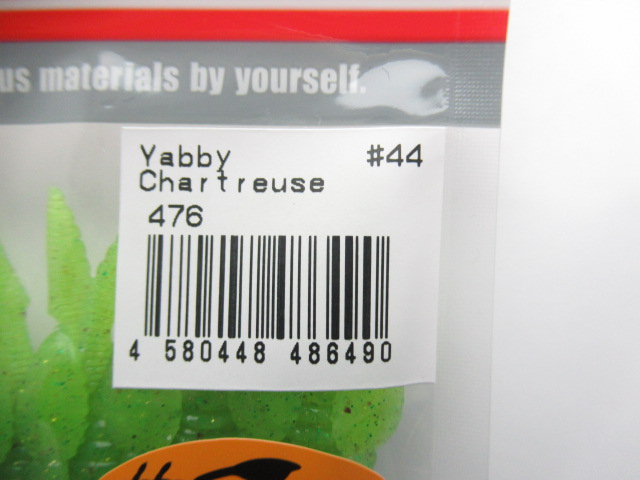 us materials by yourself.
Yabby #44
Chartreuse
476
4 580448 486490